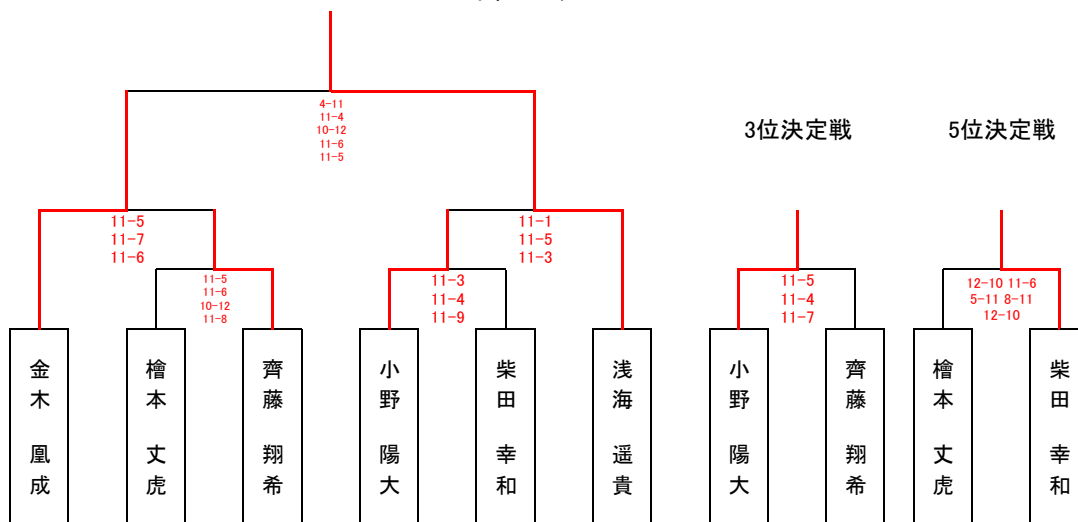 4-11
11-4
10-12
11-6
11-5
3位決定戦
5位決定戦
11-5
11-7
11-6
11-1
11-5
11-3
11-5
11-6
10-12
11-8
11-3
11-4
11-9
11-5
11-4
11-7
12-10 11-6
5-11 8-11
12-10
金木 凰成
檜本 丈虎
齊藤 翔希
小野 陽大
柴田 幸和
浅海 遥貴
小野 陽大
齊藤 翔希
檜本 丈虎
柴田 幸和